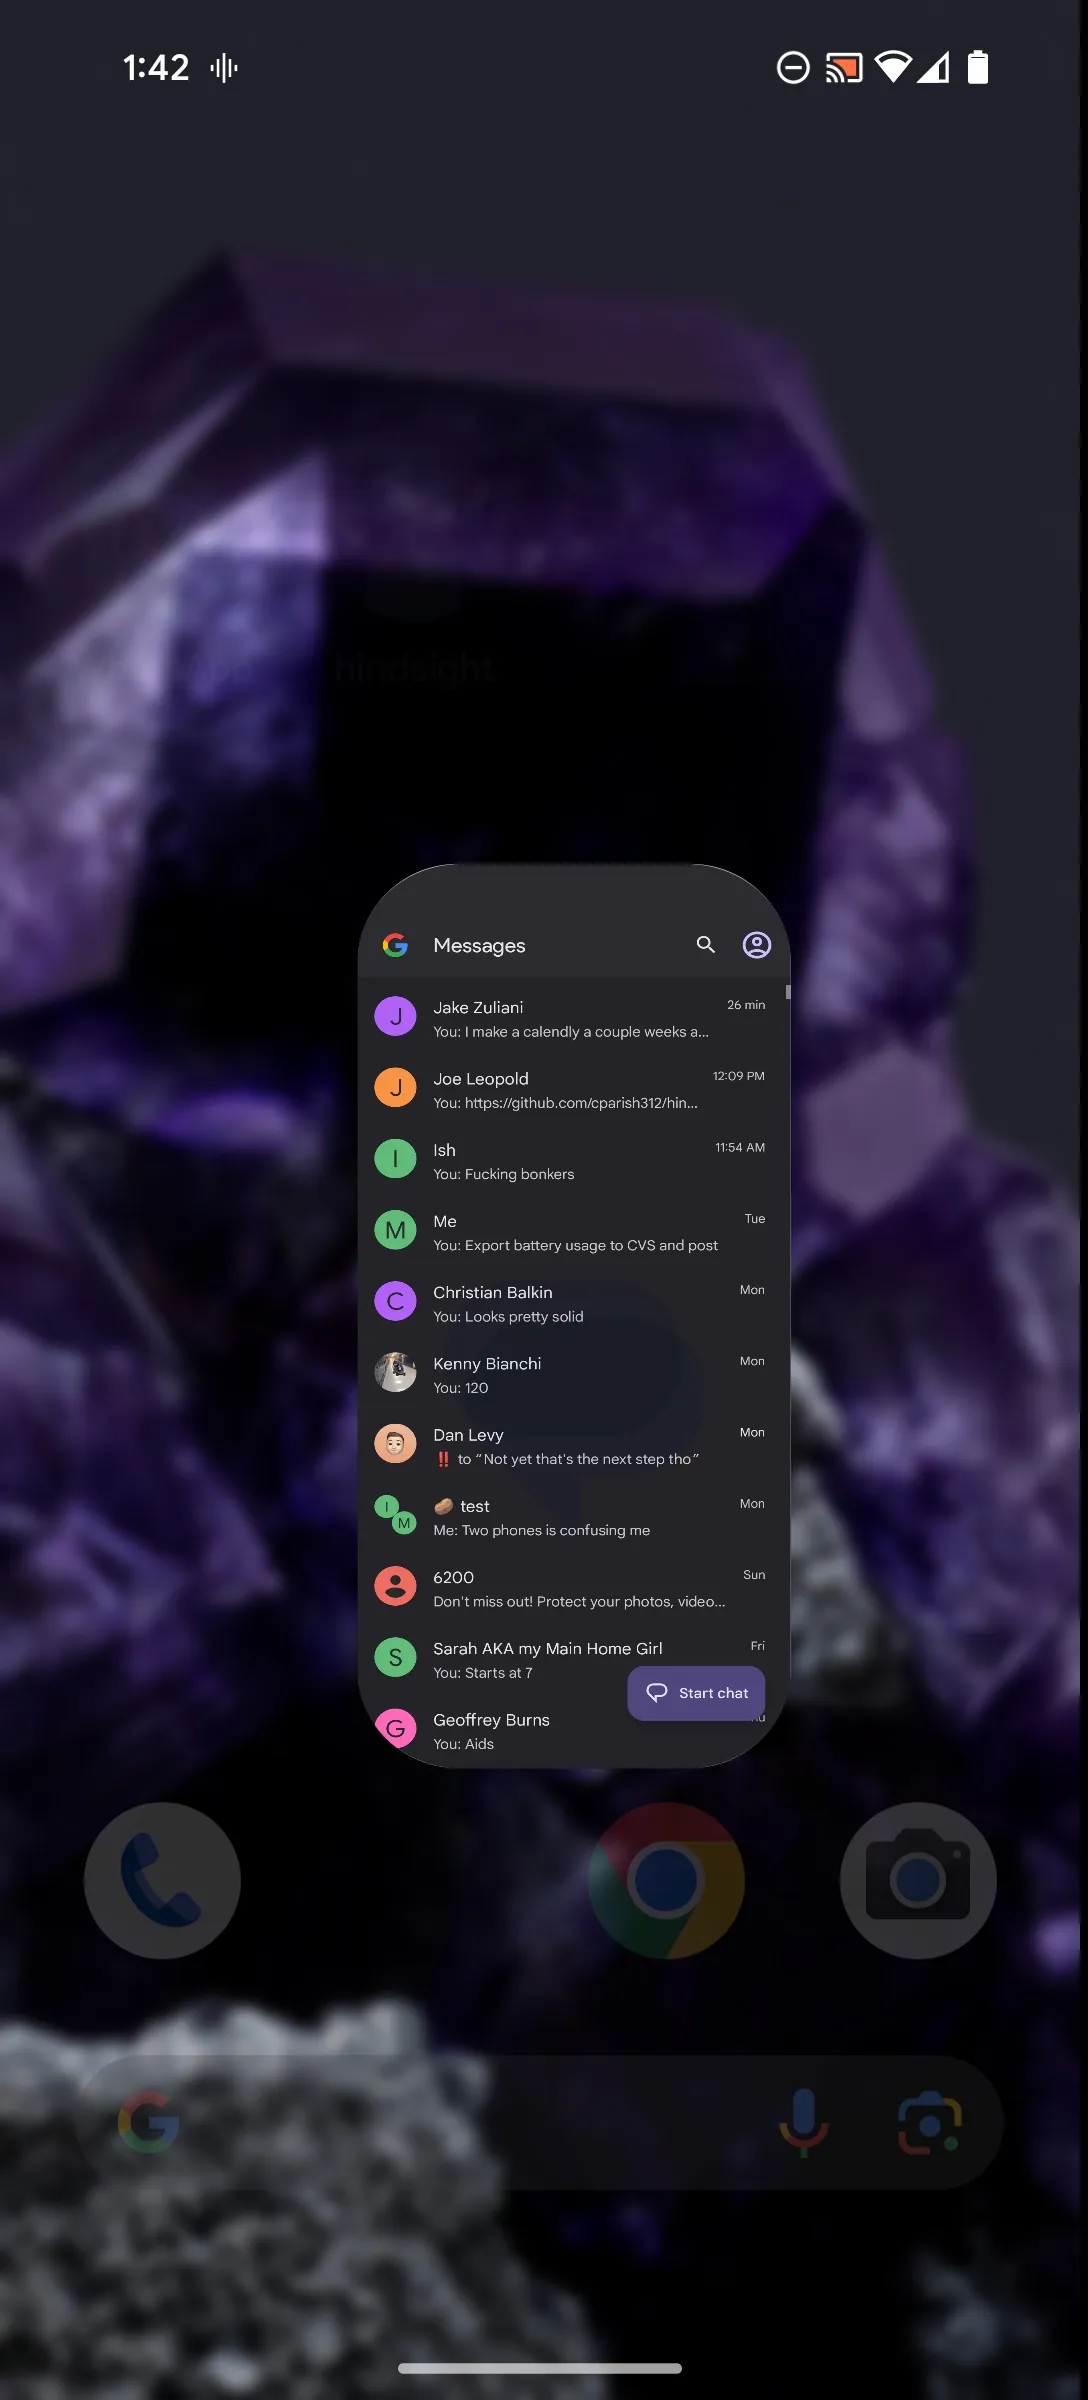 1:42
hindsight
Messages
Jake Zuliani
26 min
You: I make a calendly a couple weeks a...
Joe Leopold
12:09 PM
You: https://github.com/cparish312/hin...
Ish
11:54 AM
You: Fucking bonkers
Me
Tue
You: Export battery usage to CVS and post
Christian Balkin
Mon
You: Looks pretty solid
Kenny Bianchi
Mon
You: 120
Dan Levy
Mon
‼️ to “Not yet that's the next step tho”
🥔 test
Mon
Me: Two phones is confusing me
6200
Sun
Don't miss out! Protect your photos, video...
Sarah AKA my Main Home Girl
Fri
You: Starts at 7
Start chat
Geoffrey Burns
You: Aids